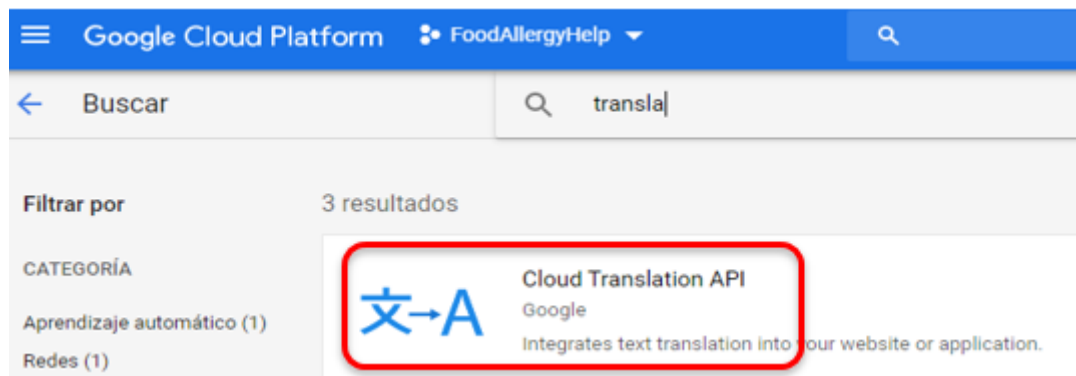 Google Cloud Platform FoodAllergyHelp
Buscar transla
Filtrar por 3 resultados
CATEGORÍA
Cloud Translation API
文→A Google
Aprendizaje automático (1)
Integrates text translation into your website or application.
Redes (1)